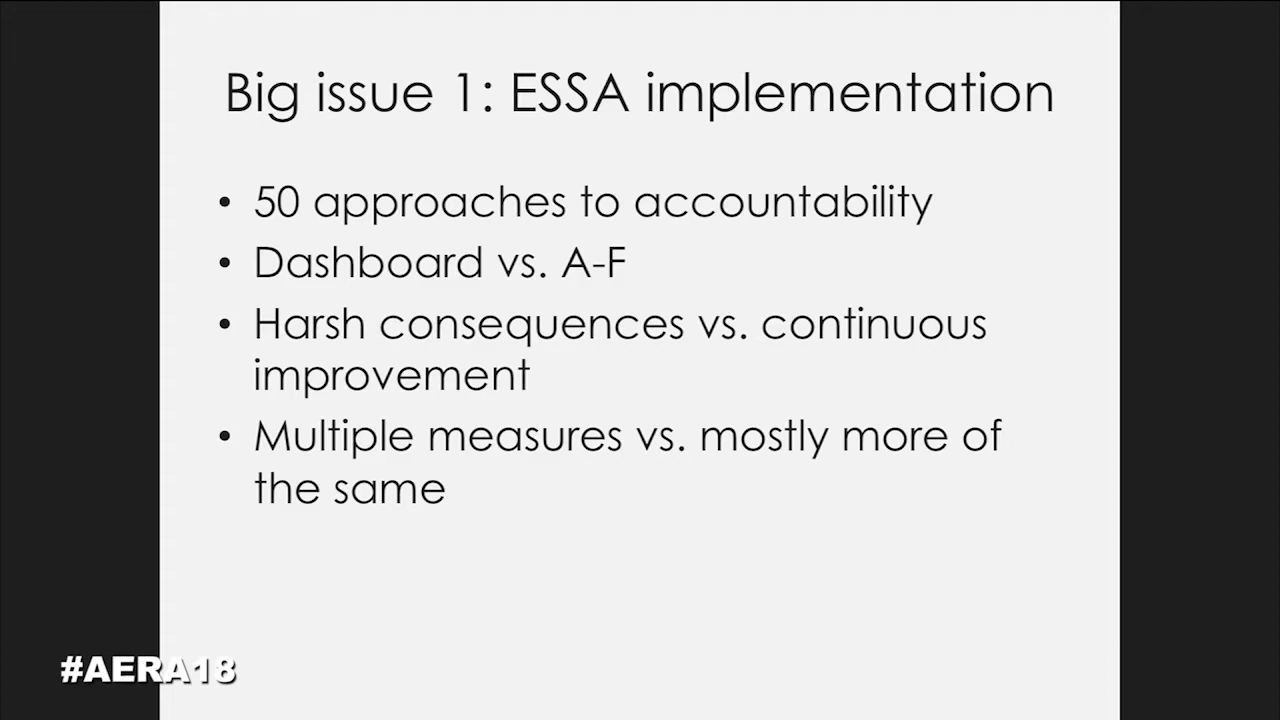 Big issue 1: ESSA implementation
• 50 approaches to accountability
• Dashboard vs. A-F
• Harsh consequences vs. continuous
improvement
• Multiple measures vs. mostly more of
the same
#AERA18